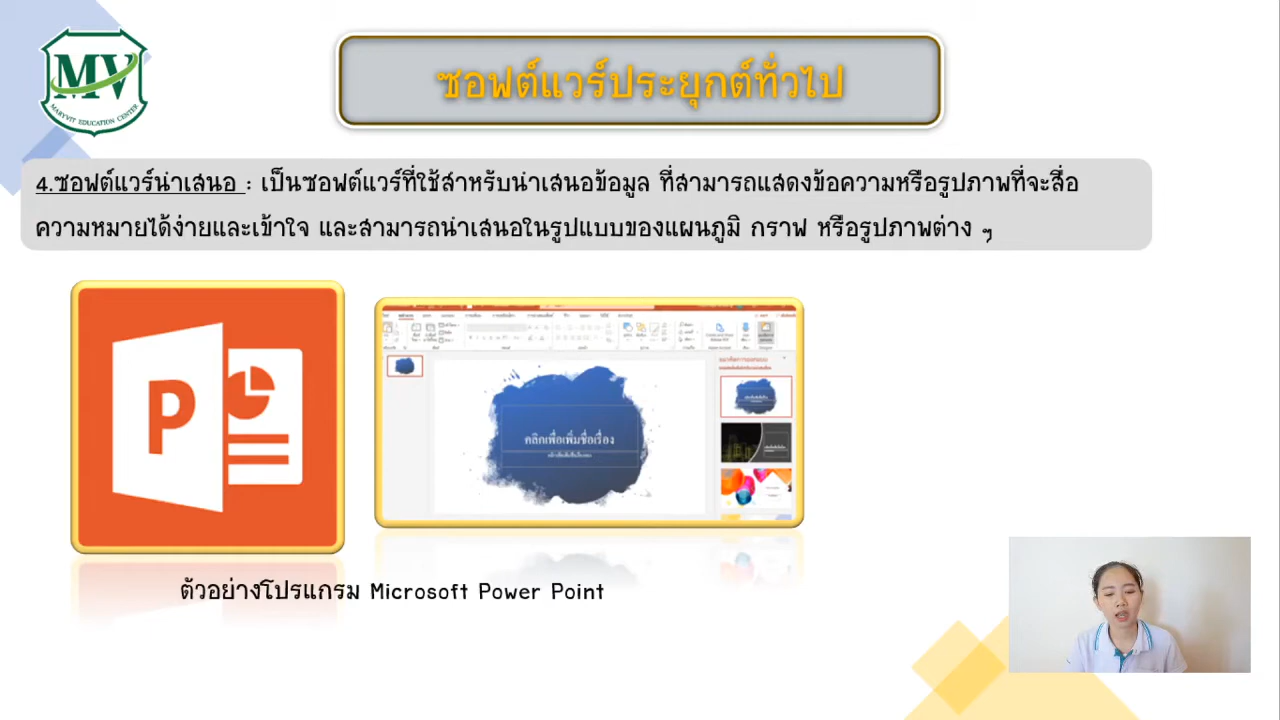 MV
MARYVIT EDUCATION CENTER
ซอฟต์แวร์ประยุกต์ทั่วไป
4.ซอฟต์แวร์นำเสนอ : เป็นซอฟต์แวร์ที่ใช้สำหรับนำเสนอข้อมูล ที่สามารถแสดงข้อความหรือรูปภาพที่จะสื่อ
ความหมายได้ง่ายและเข้าใจ และสามารถนำเสนอในรูปแบบของแผนภูมิ กราฟ หรือรูปภาพต่าง ๆ
P
คลิกเพื่อเพิ่มชื่อเรื่อง
ตัวอย่างโปรแกรม Microsoft Power Point